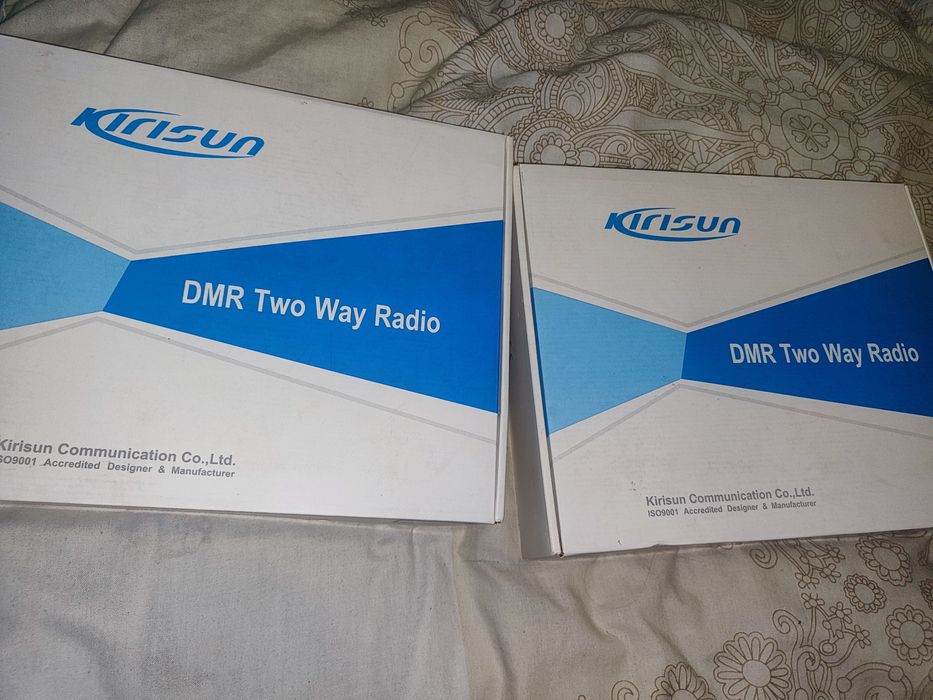 Kirisun
DMR Two Way Radio
Kirisun Communication Co.,Ltd.
ISO9001 Accredited Designer & Manufacturer
Kirisun
DMR Two Way Radio
Kirisun Communication Co.,Ltd.
ISO9001 Accredited Designer & Manufacturer